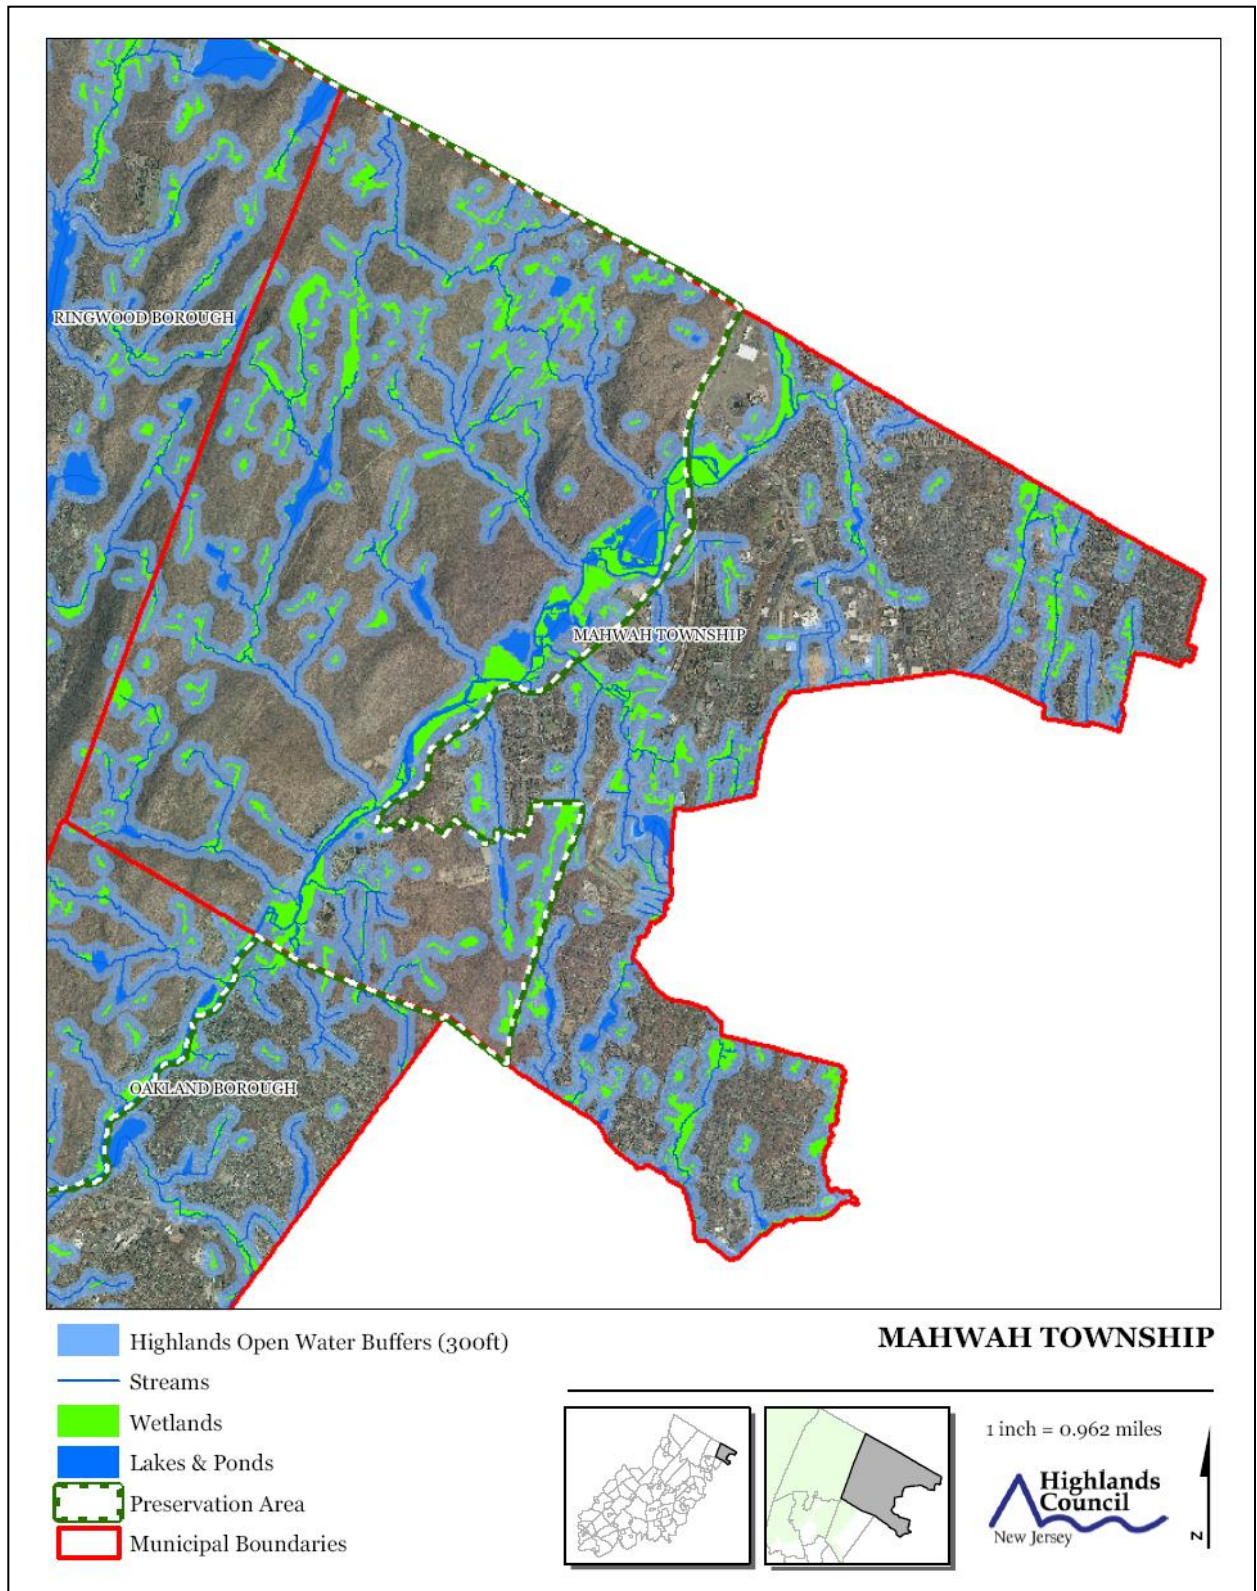 RINGWOOD BOROUGH
MAHWAH TOWNSHIP
OAKLAND BOROUGH
Highlands Open Water Buffers (300ft)
Streams
Wetlands
Lakes & Ponds
Preservation Area
Municipal Boundaries
MAHWAH TOWNSHIP
1 inch = 0.962 miles
Highlands
Council
New Jersey
N